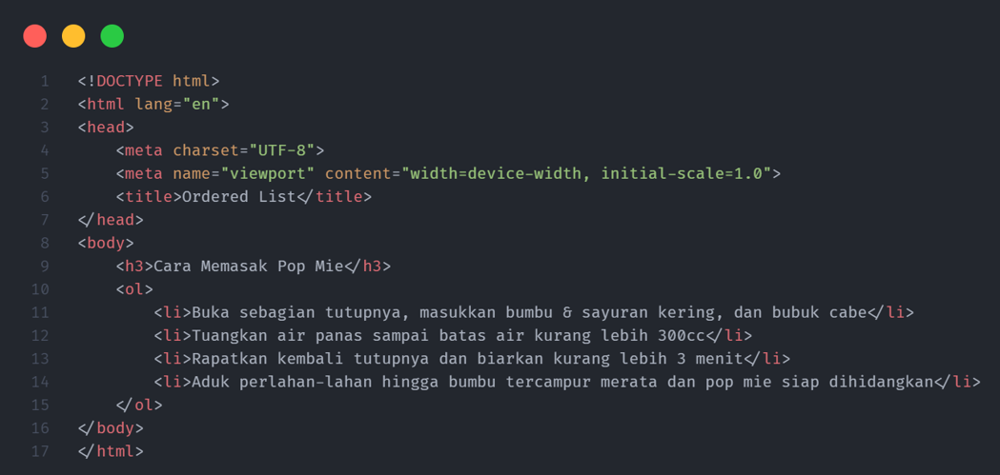 1 <!DOCTYPE html>
2 <html lang="en">
3 <head>
4     <meta charset="UTF-8">
5     <meta name="viewport" content="width=device-width, initial-scale=1.0">
6     <title>Ordered List</title>
7 </head>
8 <body>
9     <h3>Cara Memasak Pop Mie</h3>
10     <ol>
11         <li>Buka sebagian tutupnya, masukkan bumbu & sayuran kering, dan bubuk cabe</li>
12         <li>Tuangkan air panas sampai batas air kurang lebih 300cc</li>
13         <li>Rapatkan kembali tutupnya dan biarkan kurang lebih 3 menit</li>
14         <li>Aduk perlahan-lahan hingga bumbu tercampur merata dan pop mie siap dihidangkan</li>
15     </ol>
16 </body>
17 </html>